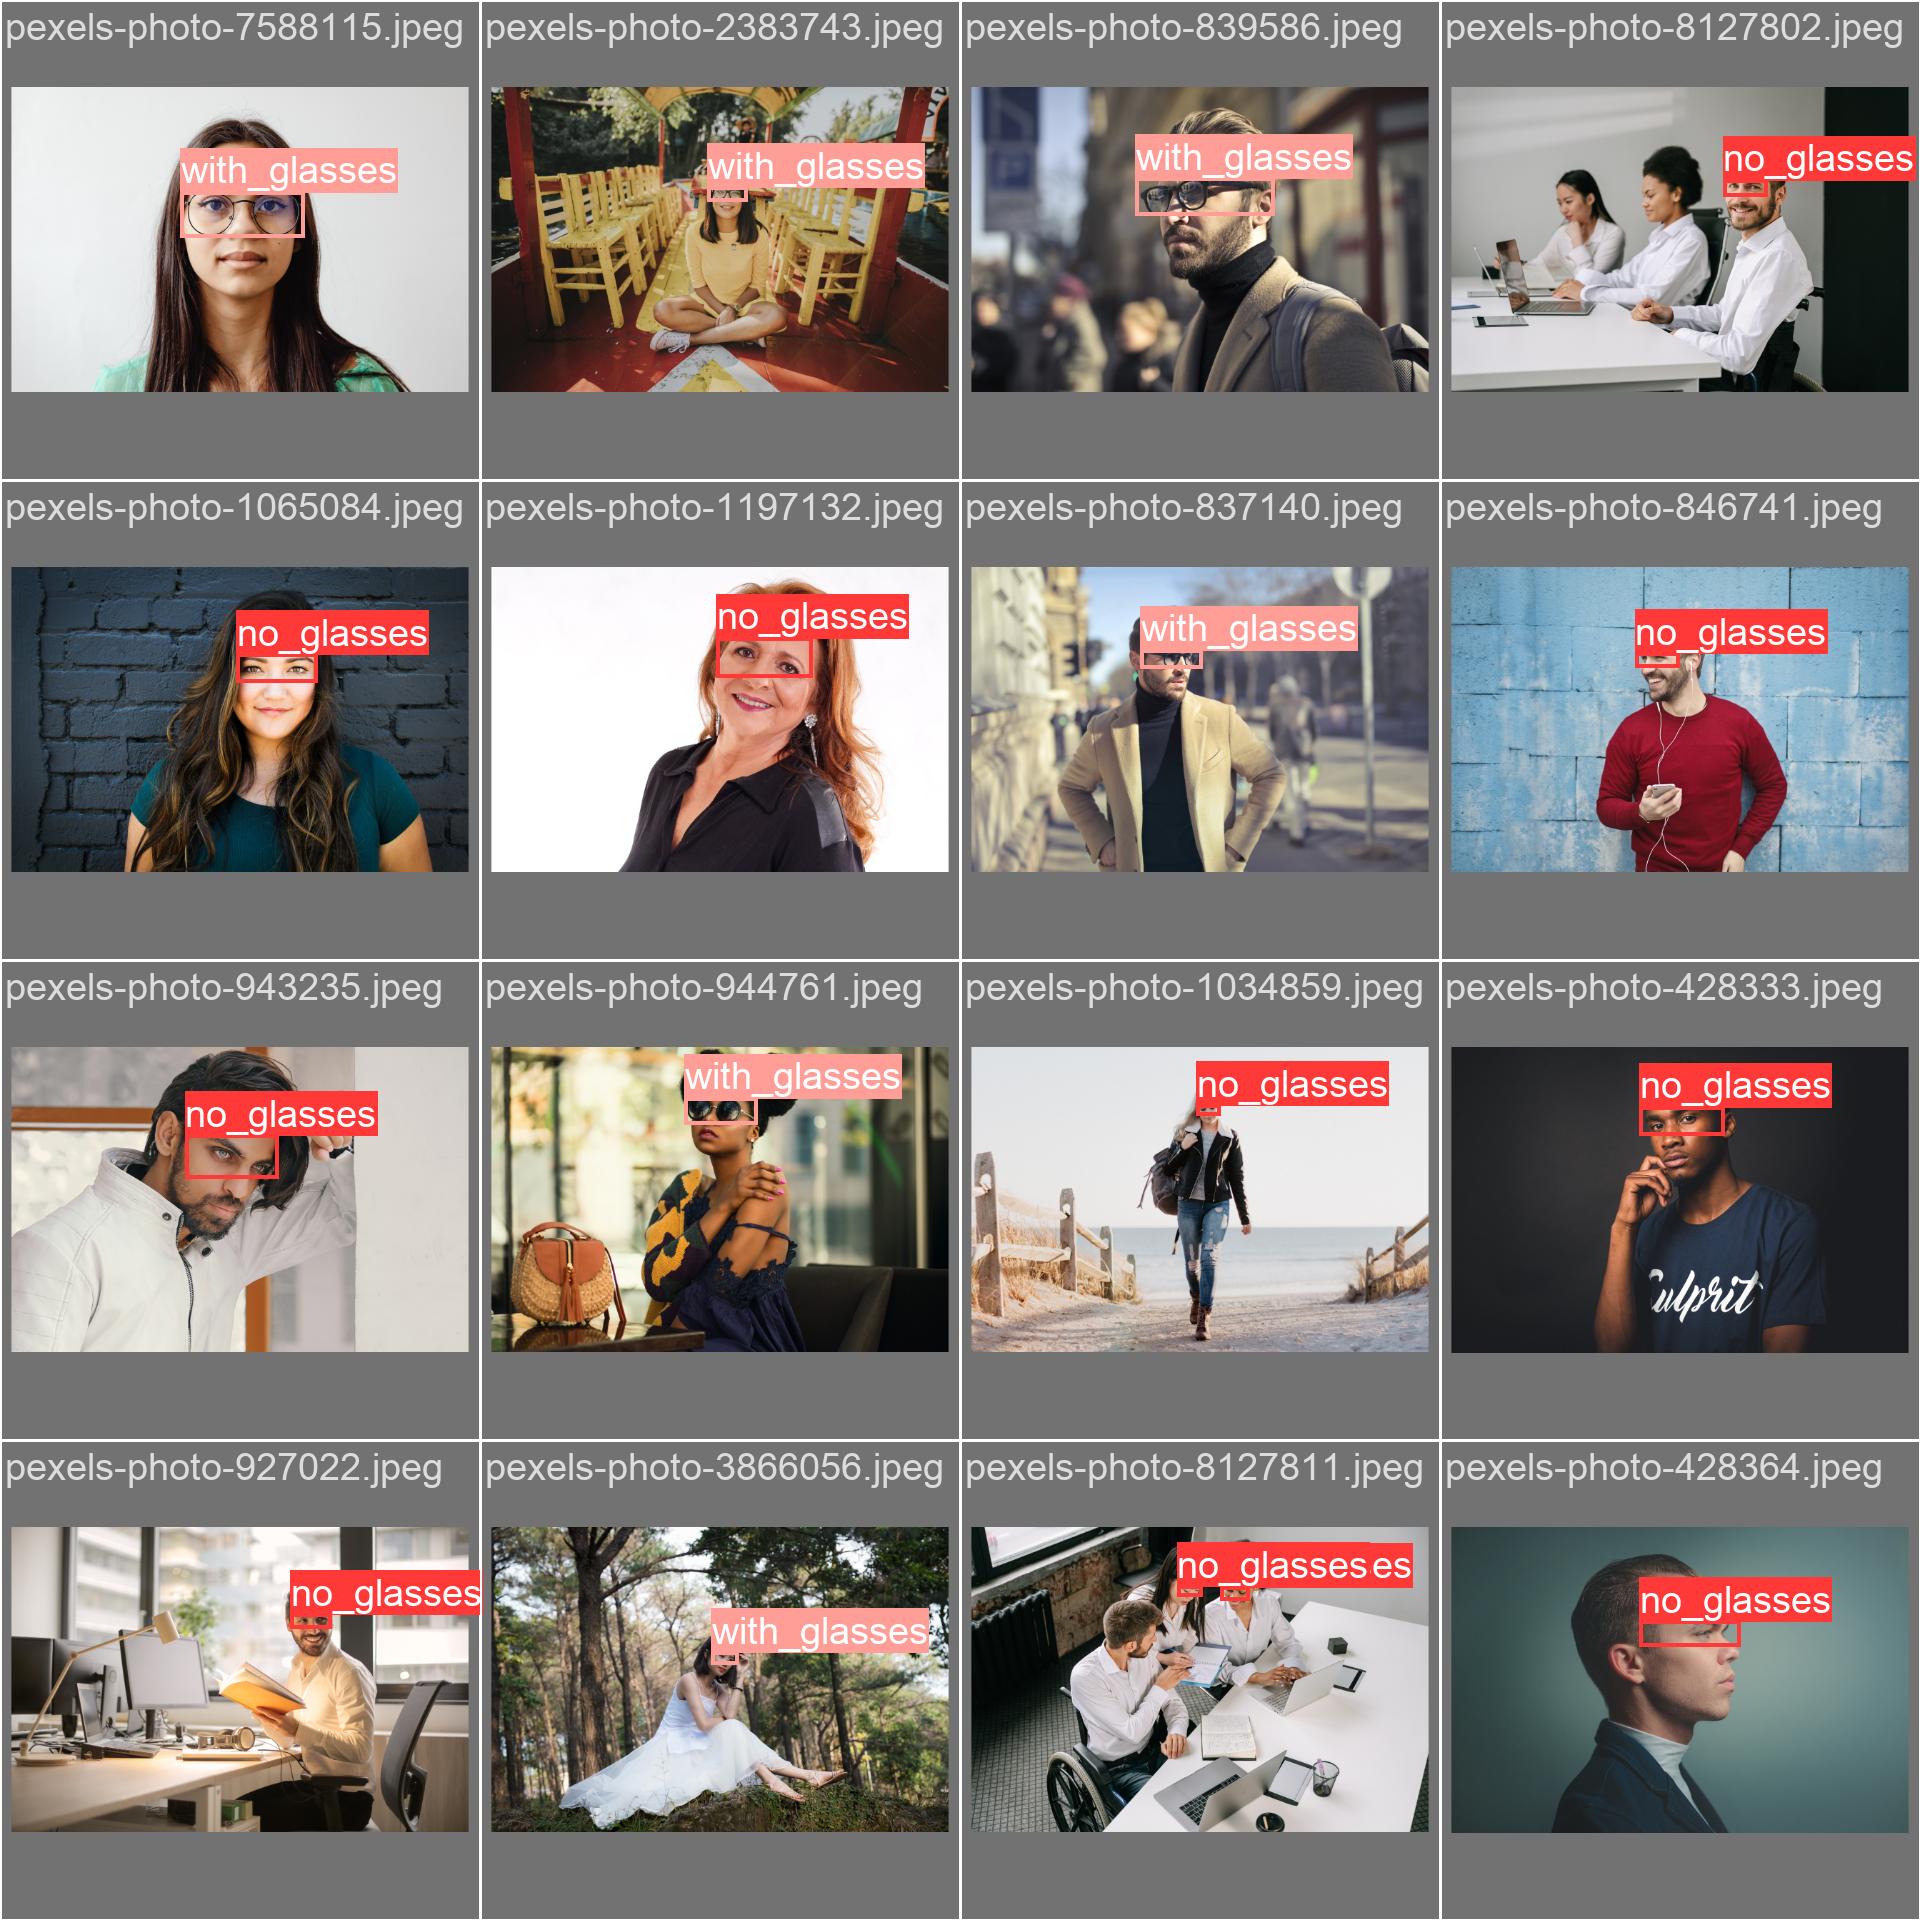 pexels-photo-7588115.jpeg
pexels-photo-2383743.jpeg
pexels-photo-839586.jpeg
pexels-photo-8127802.jpeg
with_glasses
with_glasses
with_glasses
no_glasses
pexels-photo-1065084.jpeg
pexels-photo-1197132.jpeg
pexels-photo-837140.jpeg
pexels-photo-846741.jpeg
no_glasses
no_glasses
with_glasses
no_glasses
pexels-photo-943235.jpeg
pexels-photo-944761.jpeg
pexels-photo-1034859.jpeg
pexels-photo-428333.jpeg
no_glasses
with_glasses
no_glasses
no_glasses
Culprit
pexels-photo-927022.jpeg
pexels-photo-3866056.jpeg
pexels-photo-8127811.jpeg
pexels-photo-428364.jpeg
no_glasses
with_glasses
no_glasses es
no_glasses